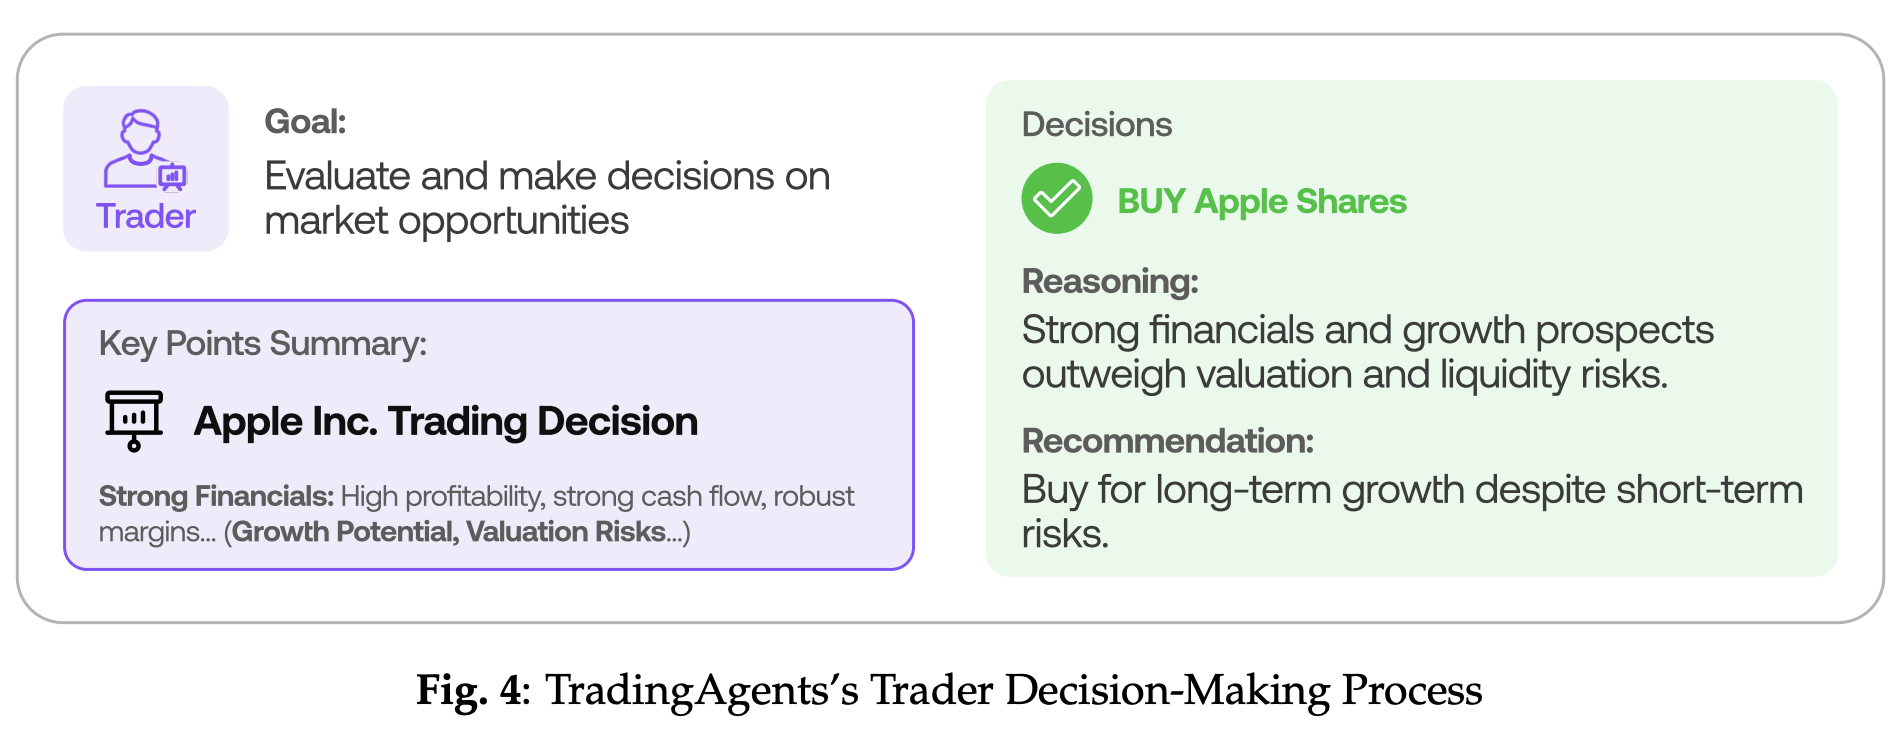 Trader
Goal:
Evaluate and make decisions on
market opportunities
Key Points Summary:
Apple Inc. Trading Decision
Strong Financials: High profitability, strong cash flow, robust
margins... (Growth Potential, Valuation Risks...)
Decisions
BUY Apple Shares
Reasoning:
Strong financials and growth prospects
outweigh valuation and liquidity risks.
Recommendation:
Buy for long-term growth despite short-term
risks.
Fig. 4: TradingAgents’s Trader Decision-Making Process